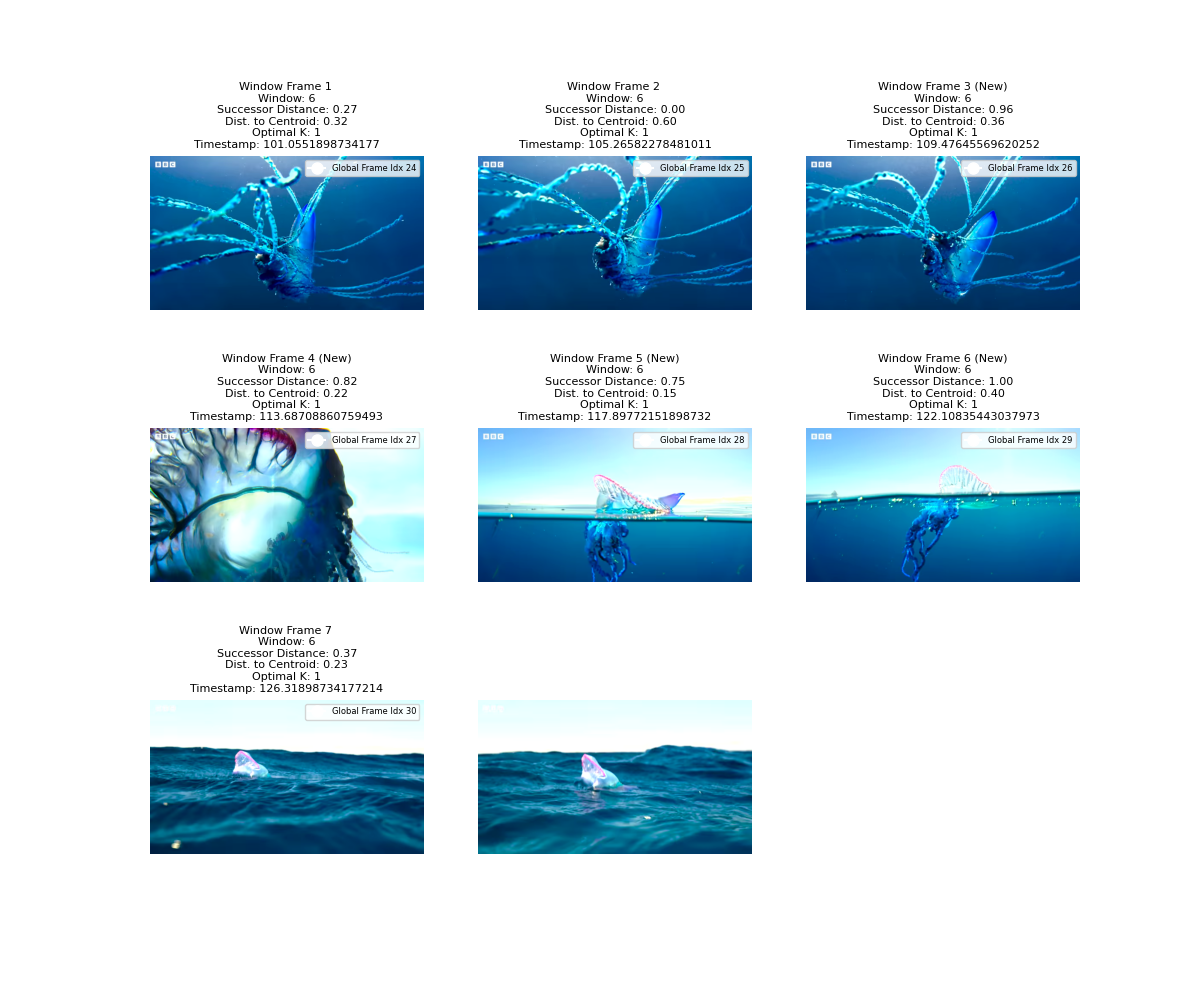 Window Frame 1
Window: 6
Successor Distance: 0.27
Dist. to Centroid: 0.32
Optimal K: 1
Timestamp: 101.0551898734177
BBC
Global Frame Idx 24
Window Frame 2
Window: 6
Successor Distance: 0.00
Dist. to Centroid: 0.60
Optimal K: 1
Timestamp: 105.26582278481011
BBC
Global Frame Idx 25
Window Frame 3 (New)
Window: 6
Successor Distance: 0.96
Dist. to Centroid: 0.36
Optimal K: 1
Timestamp: 109.47645569620252
BBC
Global Frame Idx 26
Window Frame 4 (New)
Window: 6
Successor Distance: 0.82
Dist. to Centroid: 0.22
Optimal K: 1
Timestamp: 113.68708860759493
BBC
Global Frame Idx 27
Window Frame 5 (New)
Window: 6
Successor Distance: 0.75
Dist. to Centroid: 0.15
Optimal K: 1
Timestamp: 117.89772151898732
BBC
Global Frame Idx 28
Window Frame 6 (New)
Window: 6
Successor Distance: 1.00
Dist. to Centroid: 0.40
Optimal K: 1
Timestamp: 122.10835443037973
BBC
Global Frame Idx 29
Window Frame 7
Window: 6
Successor Distance: 0.37
Dist. to Centroid: 0.23
Optimal K: 1
Timestamp: 126.31898734177214
Global Frame Idx 30